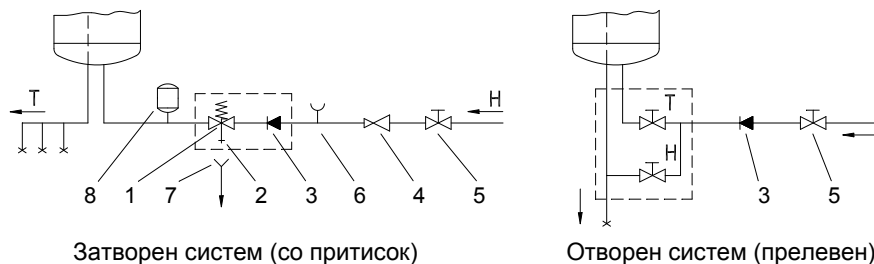 T
H
T
H
8 1 7 2 3 6 4 5
3 5
Затворен систем (со притисок)
Отворен систем (прелевен)